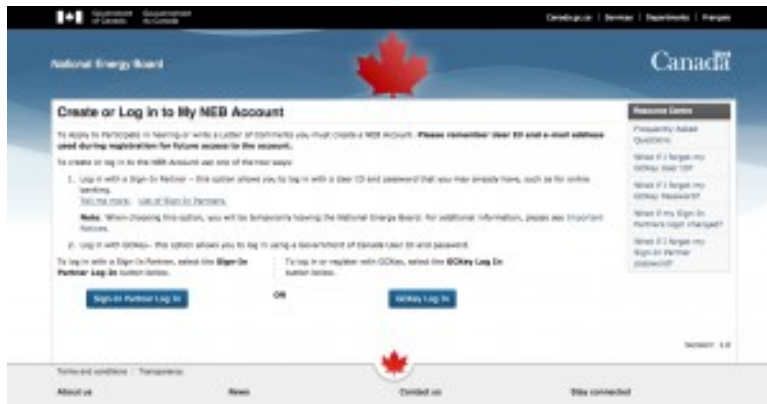 Government of Canada
Gouvernement du Canada
Canada.ca | Services | Departments | Français
National Energy Board
Canada
Create or Log in to My NEB Account
To Apply to Participate in hearing or write a Letter of Comments you must create a NEB Account. Please remember User ID and e-mail address
used during registration for future access to the account.
To create or log in to the NEB Account use one of the two ways:
1. Log in with a Sign-In Partner – this option allows you to log in with a User ID and password that you may already have, such as for online
banking.
Tell me more. List of Sign-In Partners.
Note: When choosing this option, you will be temporarily leaving the National Energy Board. For additional information, please see Important
Notices.
2. Log in with GCKey– this option allows you to log in using a Government of Canada User ID and password.
To log in with a Sign-In Partner, select the Sign-In
Partner Log In button below.
Sign-In Partner Log In
OR
To log in or register with GCKey, select the GCKey Log In
button below.
GCKey Log In
Resource Centre
Frequently Asked
Questions
What if I forget my
GCKey User ID?
What if I forget my
GCKey Password?
What if my Sign-In
Partners login changed?
What if I forget my
Sign-In Partner
password?
Version: 1.0
Terms and conditions | Transparency
About us
News
Contact us
Stay connected